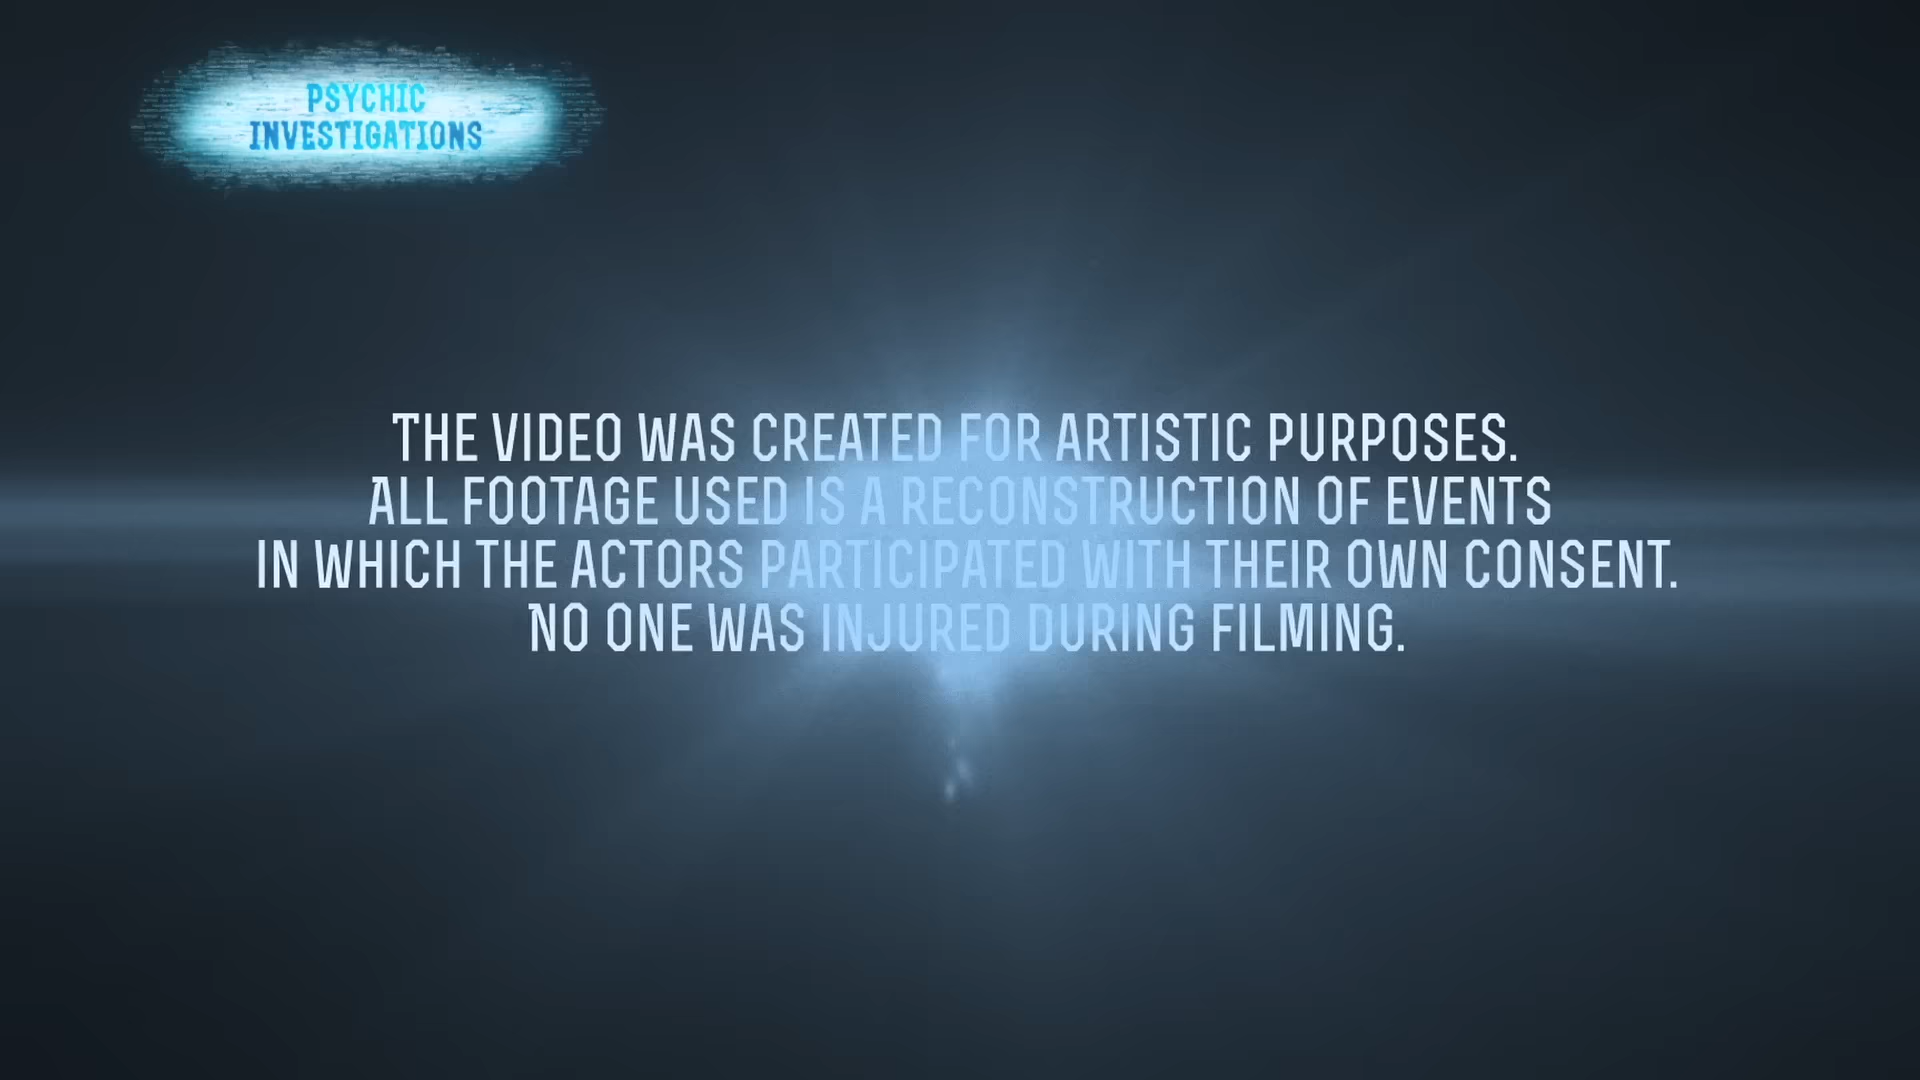 PSYCHIC
INVESTIGATIONS
THE VIDEO WAS CREATED FOR ARTISTIC PURPOSES.
ALL FOOTAGE USED IS A RECONSTRUCTION OF EVENTS
IN WHICH THE ACTORS PARTICIPATED WITH THEIR OWN CONSENT.
NO ONE WAS INJURED DURING FILMING.